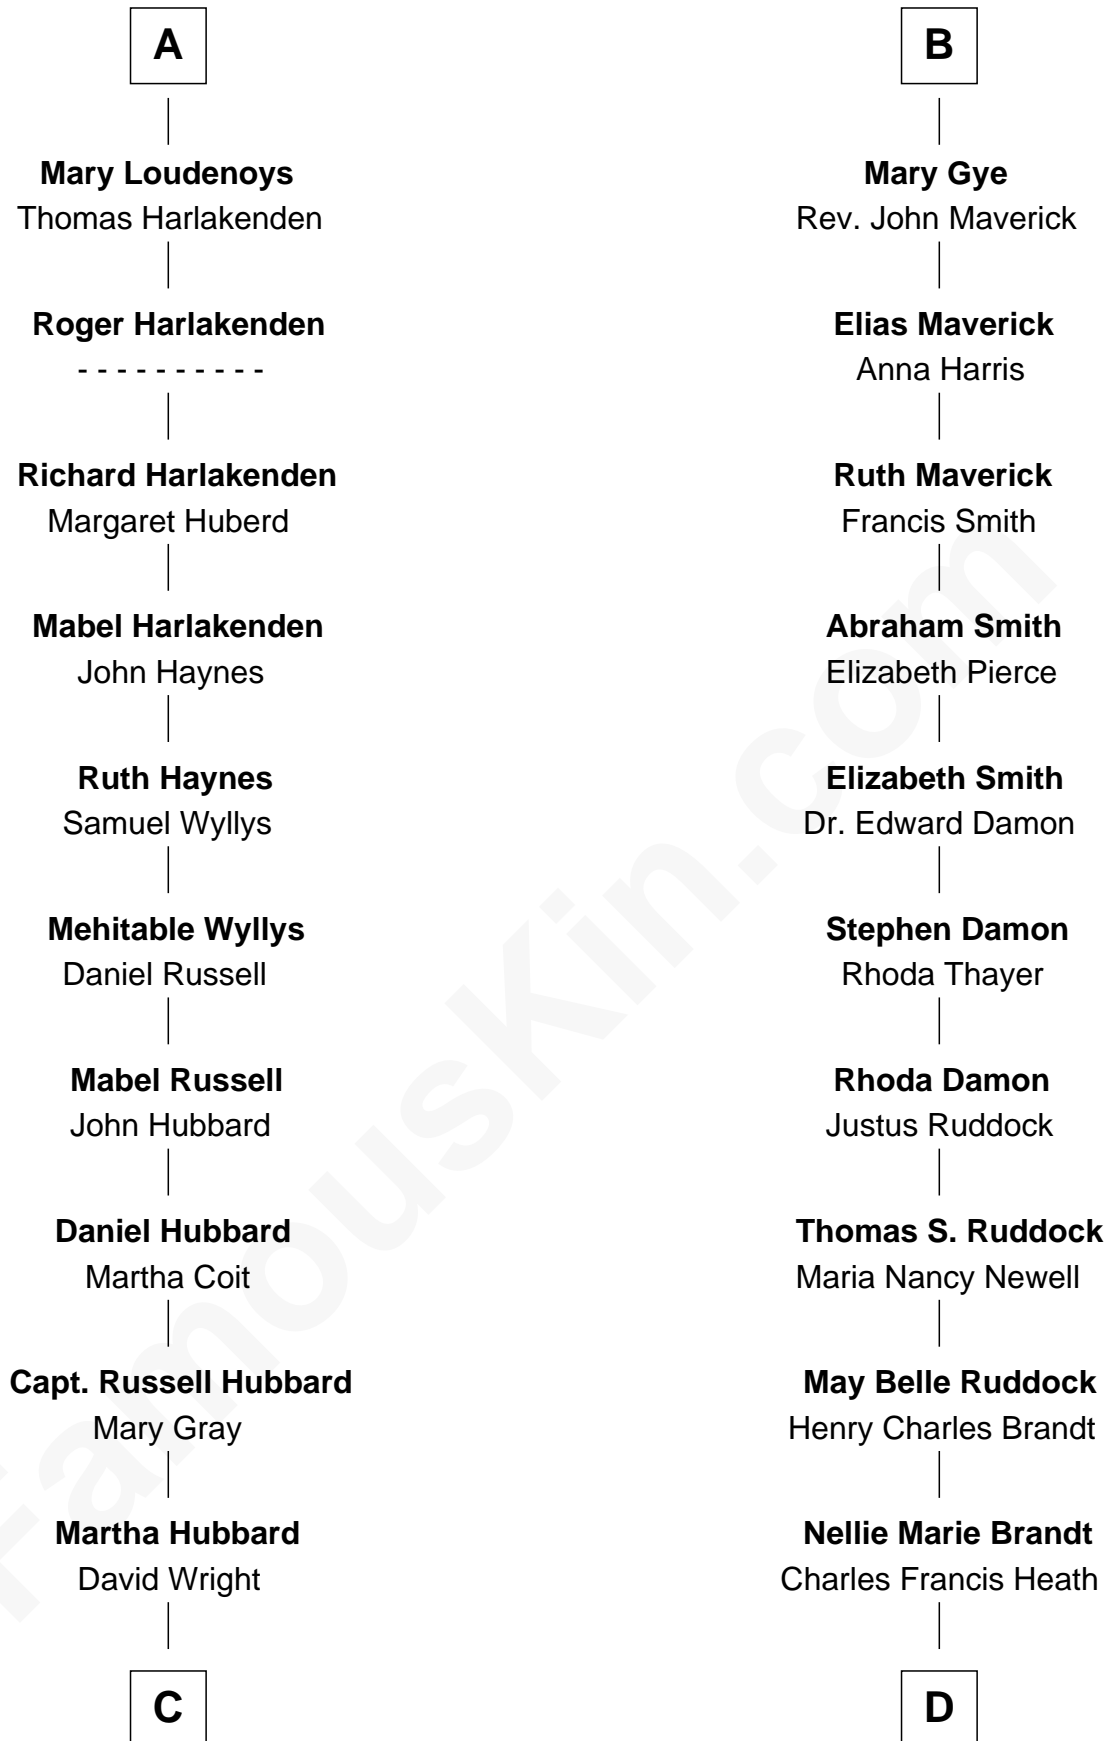 A
Mary Loudenoys
Thomas Harlakenden
Roger Harlakenden
- - - - - - - - - -
Richard Harlakenden
Margaret Huberd
Mabel Harlakenden
John Haynes
Ruth Haynes
Samuel Wyllys
Mehitable Wyllys
Daniel Russell
Mabel Russell
John Hubbard
Daniel Hubbard
Martha Coit
Capt. Russell Hubbard
Mary Gray
Martha Hubbard
David Wright
C
B
Mary Gye
Rev. John Maverick
Elias Maverick
Anna Harris
Ruth Maverick
Francis Smith
Abraham Smith
Elizabeth Pierce
Elizabeth Smith
Dr. Edward Damon
Stephen Damon
Rhoda Thayer
Rhoda Damon
Justus Ruddock
Thomas S. Ruddock
Maria Nancy Newell
May Belle Ruddock
Henry Charles Brandt
Nellie Marie Brandt
Charles Francis Heath
D
FamousKin.com